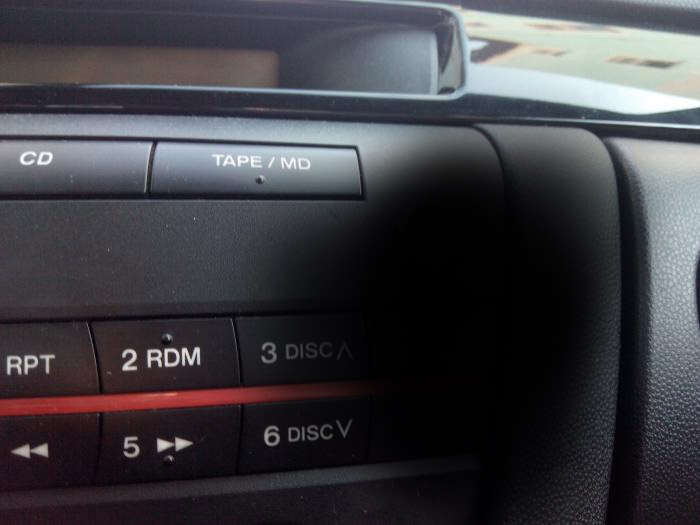 CD TAPE / MD
RPT 2 RDM 3 DISC ∧
◀◀ 5 ▶▶ 6 DISC ∨